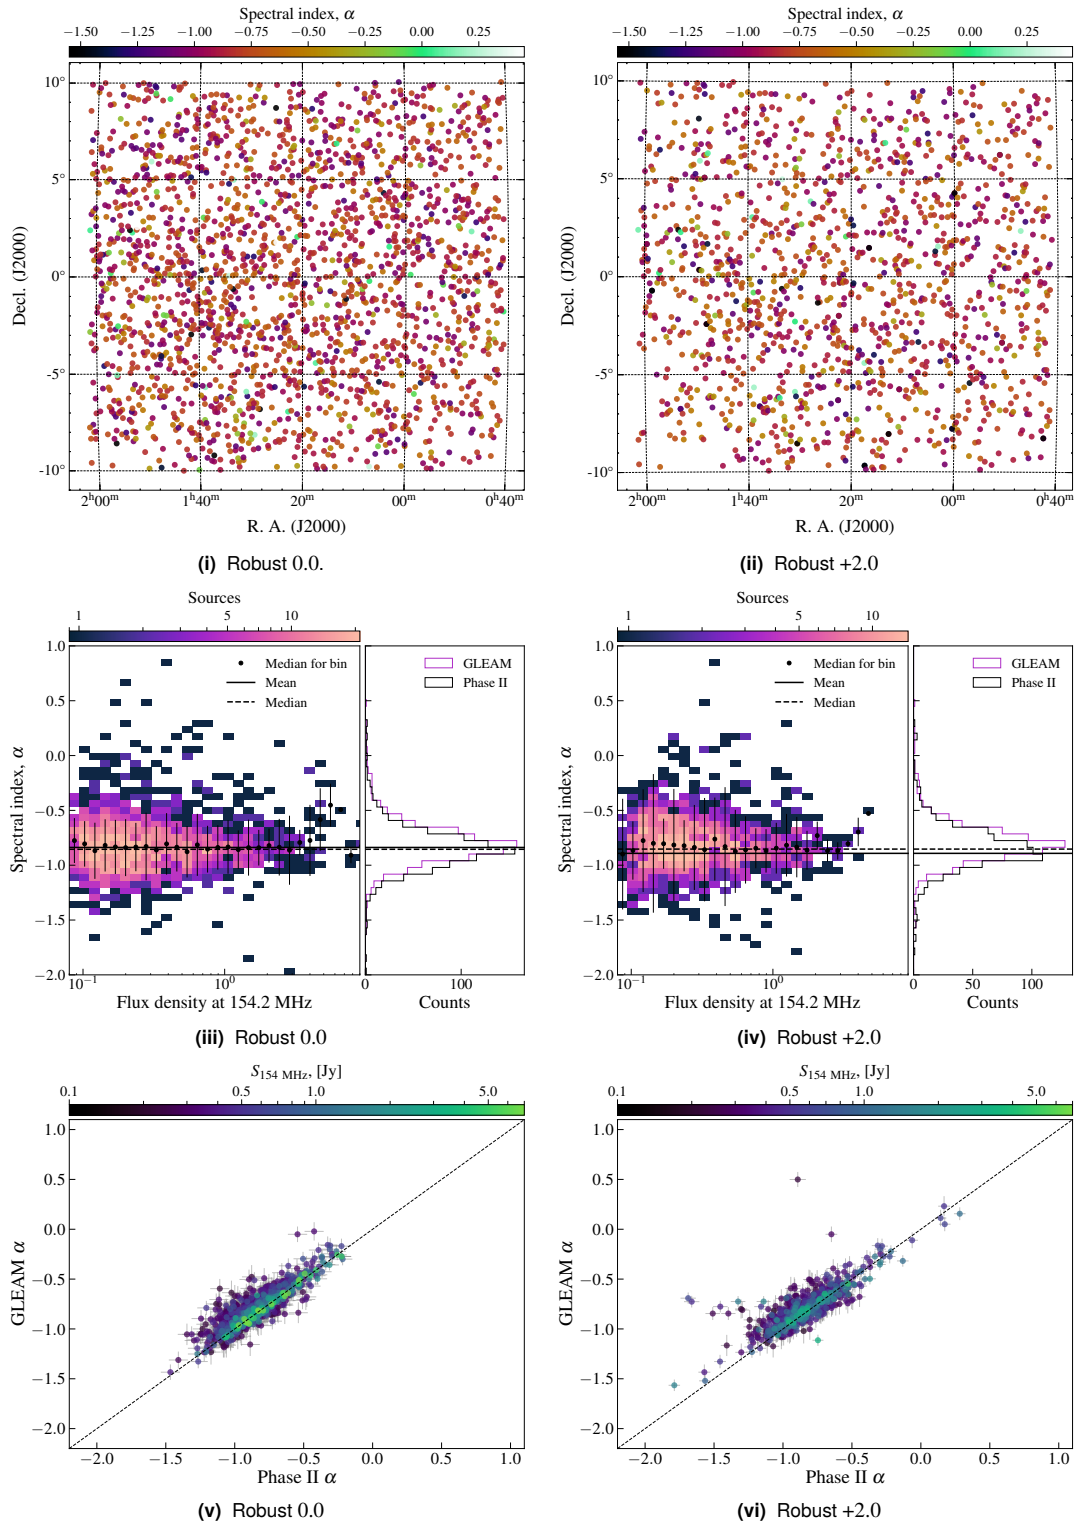 Spectral index, α
−1.50 −1.25 −1.00 −0.75 −0.50 −0.25 0.00 0.25
10°
5°
0°
-5°
-10°
Decl. (J2000)
2ʰ00ᵐ 1ʰ40ᵐ 20ᵐ 00ᵐ 0ʰ40ᵐ
R. A. (J2000)
(i) Robust 0.0.
Spectral index, α
−1.50 −1.25 −1.00 −0.75 −0.50 −0.25 0.00 0.25
10°
5°
0°
-5°
-10°
Decl. (J2000)
2ʰ00ᵐ 1ʰ40ᵐ 20ᵐ 00ᵐ 0ʰ40ᵐ
R. A. (J2000)
(ii) Robust +2.0
Sources
1 5 10
Median for bin
Mean
Median
GLEAM
Phase II
1.0
0.5
0.0
−0.5
−1.0
−1.5
−2.0
Spectral index, α
10⁻¹ 10⁰
100
Flux density at 154.2 MHz
Counts
(iii) Robust 0.0
Sources
1 5 10
Median for bin
Mean
Median
GLEAM
Phase II
1.0
0.5
0.0
−0.5
−1.0
−1.5
−2.0
Spectral index, α
10⁻¹ 10⁰
0 50 100
Flux density at 154.2 MHz
Counts
(iv) Robust +2.0
S₁₅₄ MHz, [Jy]
0.1 0.5 1.0 5.0
1.0
0.5
0.0
−0.5
−1.0
−1.5
−2.0
GLEAM α
−2.0 −1.5 −1.0 −0.5 0.0 0.5 1.0
Phase II α
(v) Robust 0.0
S₁₅₄ MHz, [Jy]
0.1 0.5 1.0 5.0
1.0
0.5
0.0
−0.5
−1.0
−1.5
−2.0
GLEAM α
−2.0 −1.5 −1.0 −0.5 0.0 0.5 1.0
Phase II α
(vi) Robust +2.0